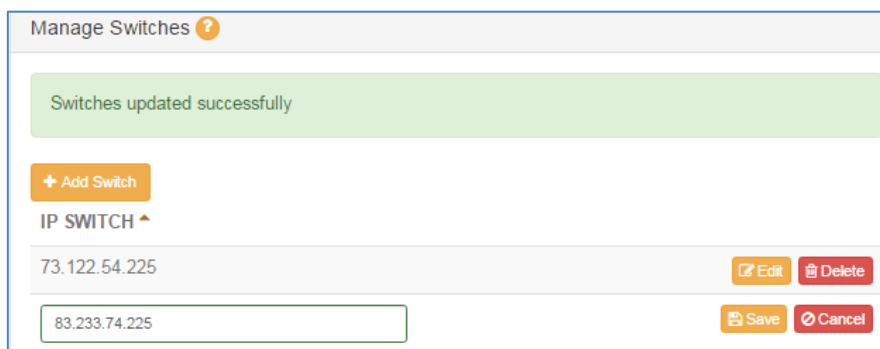 Manage Switches ?
Switches updated successfully
+ Add Switch
IP SWITCH
73.122.54.225 Edit Delete
83.233.74.225 Save Cancel